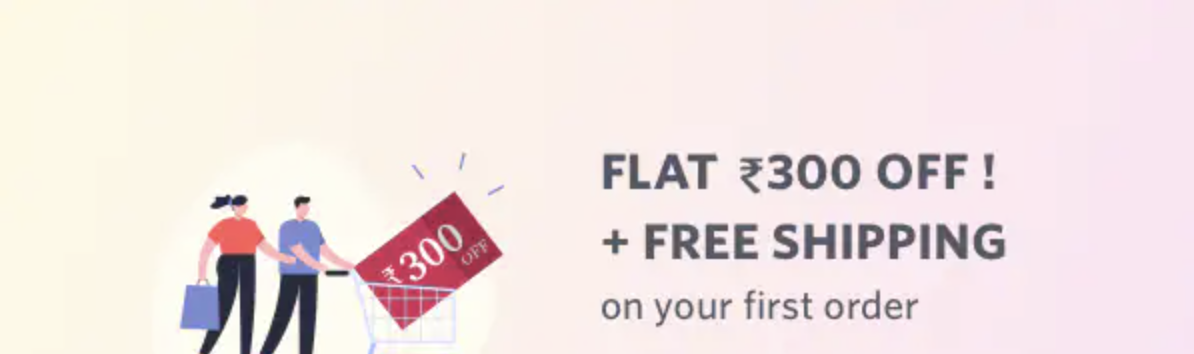 FLAT ₹300 OFF !
+ FREE SHIPPING
on your first order
₹300
OFF